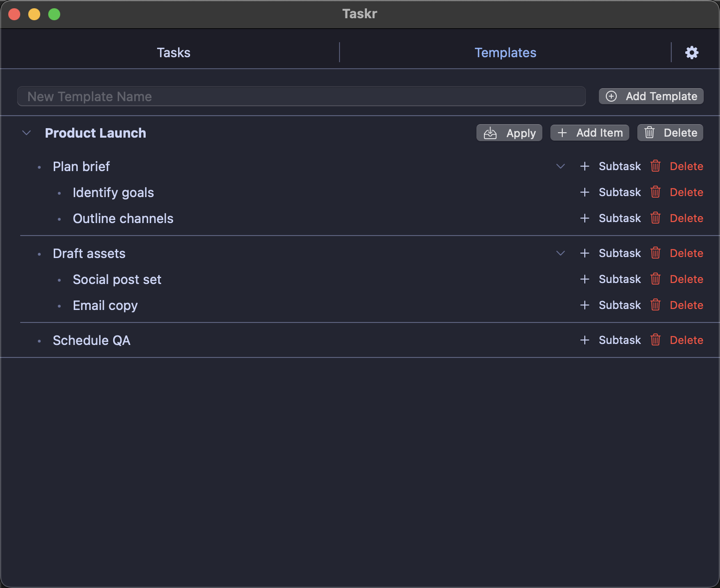 Taskr
Tasks Templates
New Template Name Add Template
Product Launch Apply Add Item Delete
Plan brief Subtask Delete
Identify goals Subtask Delete
Outline channels Subtask Delete
Draft assets Subtask Delete
Social post set Subtask Delete
Email copy Subtask Delete
Schedule QA Subtask Delete